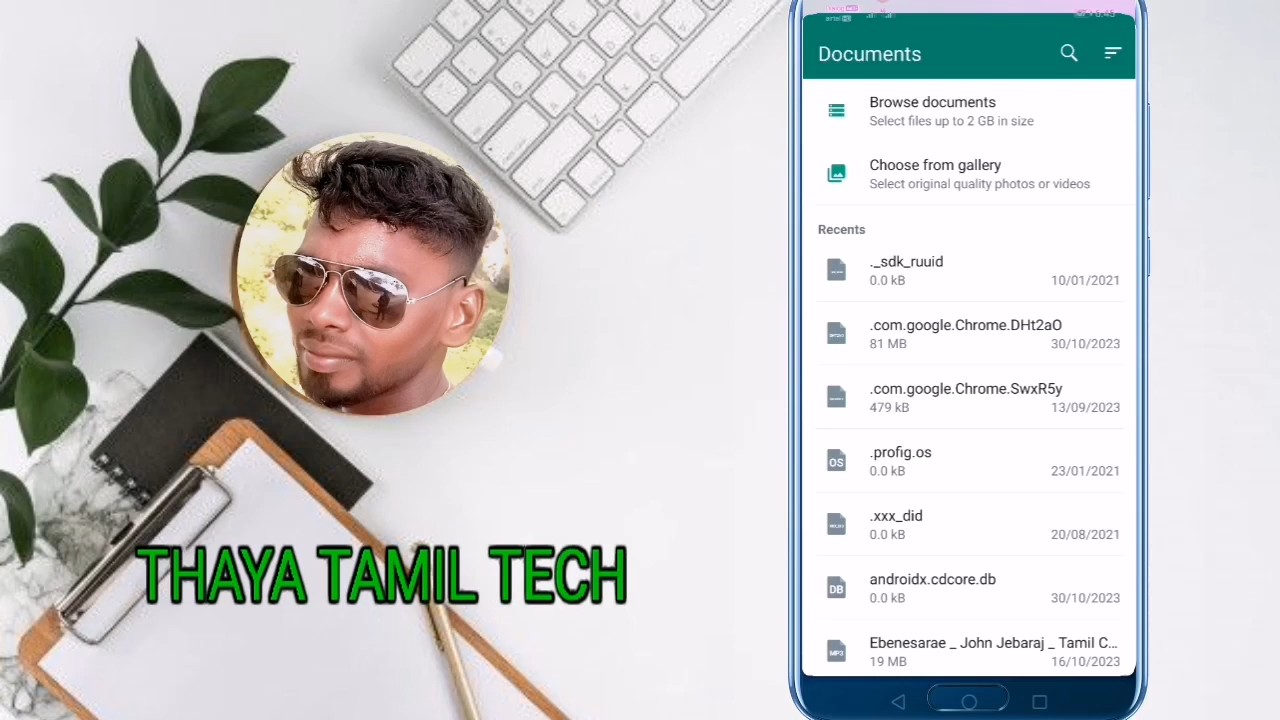 THAYA TAMIL TECH
airtel
6:45
Documents
Browse documents
Select files up to 2 GB in size
Choose from gallery
Select original quality photos or videos
Recents
._sdk_ruuid
0.0 kB 10/01/2021
.com.google.Chrome.DHt2aO
81 MB 30/10/2023
.com.google.Chrome.SwxR5y
479 kB 13/09/2023
.profig.os
OS
0.0 kB 23/01/2021
.xxx_did
0.0 kB 20/08/2021
androidx.cdcore.db
DB
0.0 kB 30/10/2023
Ebenesarae _ John Jebaraj _ Tamil C...
MP3
19 MB 16/10/2023